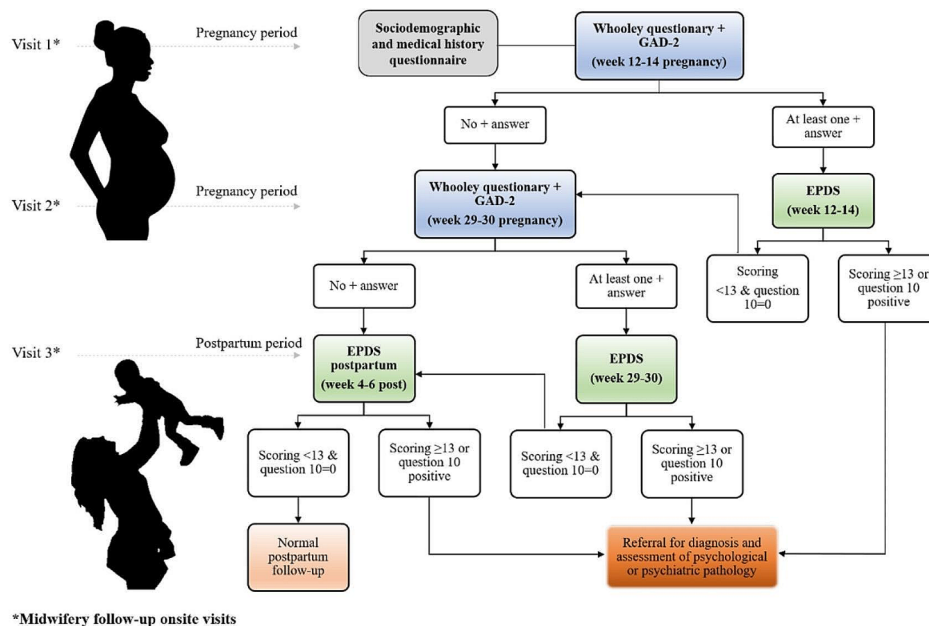 Visit 1*
Pregnancy period
Sociodemographic
and medical history
questionnaire
Whooley questionary +
GAD-2
(week 12-14 pregnancy)
No + answer
At least one +
answer
Visit 2*
Pregnancy period
Whooley questionary +
GAD-2
(week 29-30 pregnancy)
EPDS
(week 12-14)
Scoring
<13 & question
10=0
Scoring ≥13 or
question 10
positive
No + answer
At least one +
answer
Visit 3*
Postpartum period
EPDS
postpartum
(week 4-6 post)
EPDS
(week 29-30)
Scoring <13 &
question 10=0
Scoring ≥13 or
question 10
positive
Scoring <13 &
question 10=0
Scoring ≥13 or
question 10
positive
Normal
postpartum
follow-up
Referral for diagnosis and
assessment of psychological
or psychiatric pathology
*Midwifery follow-up onsite visits